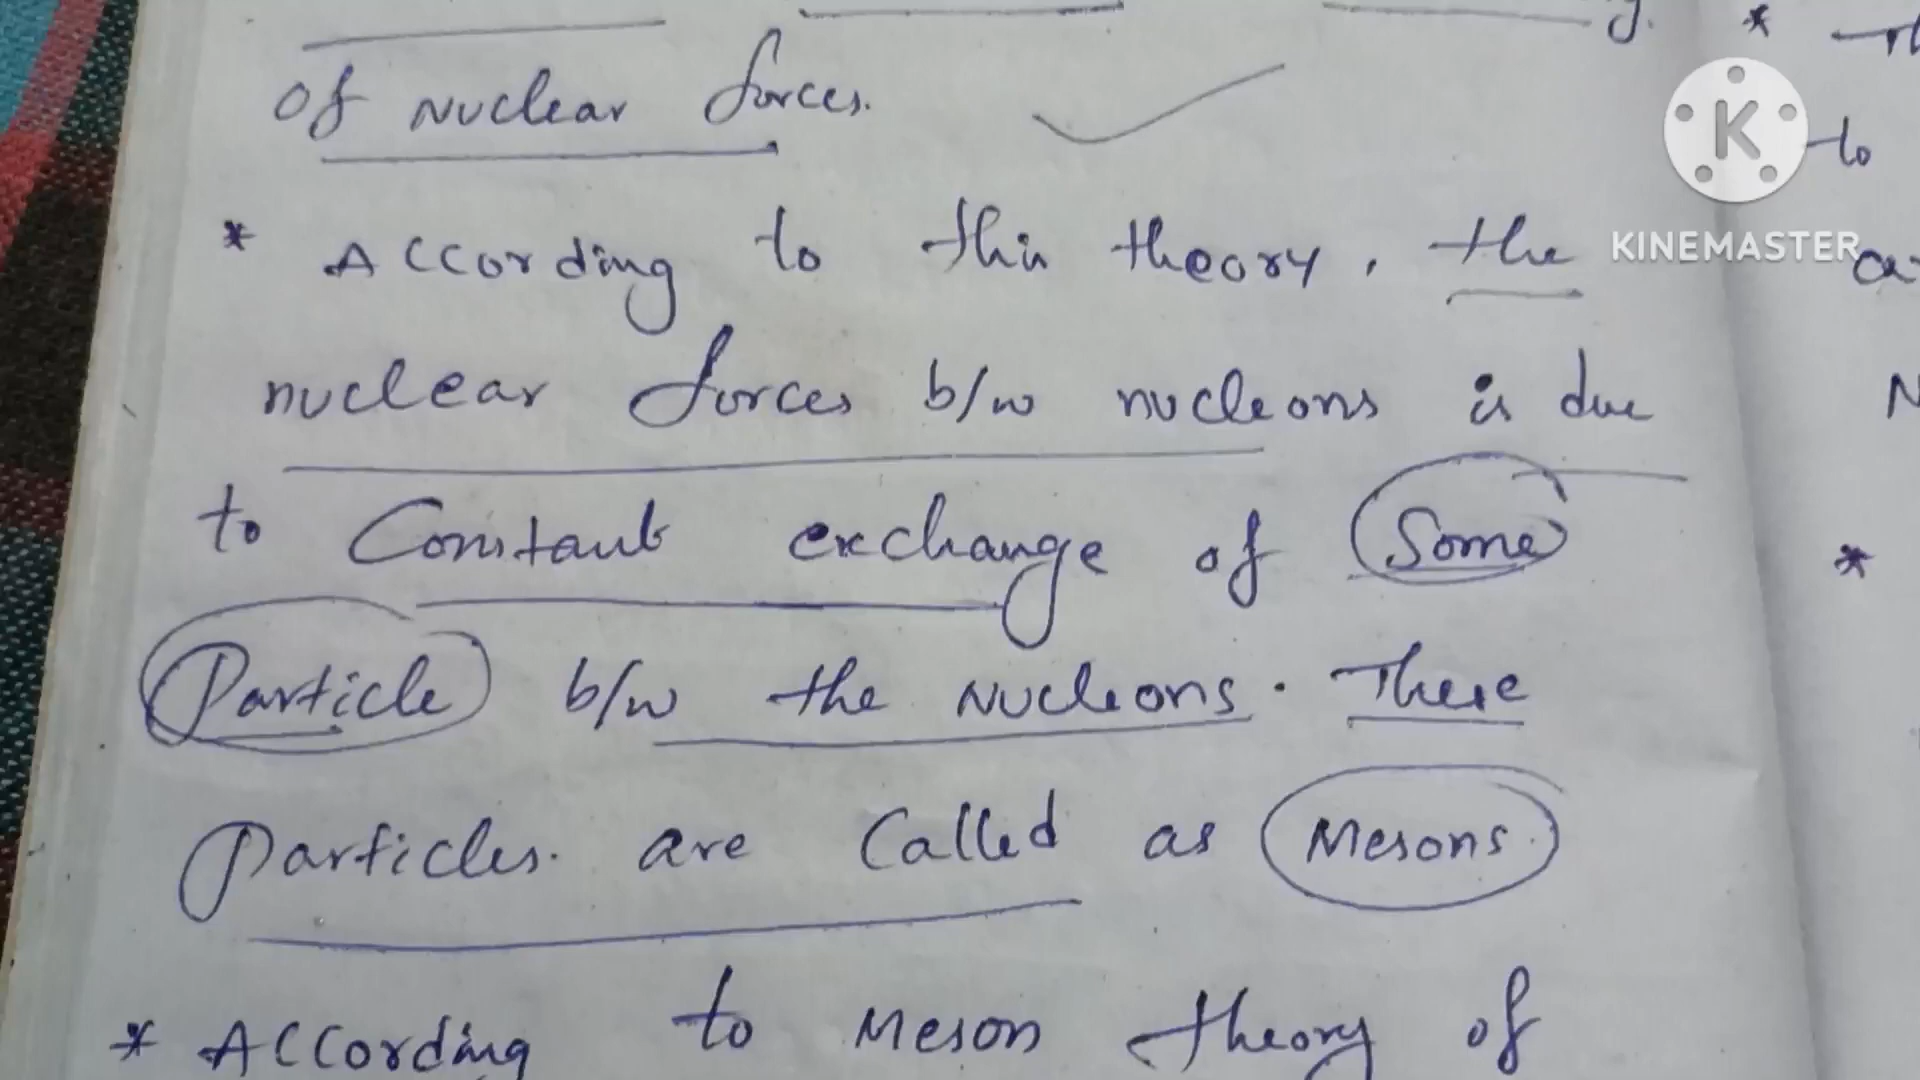 of nuclear forces.
* According to this theory, the
nuclear forces b/w nucleons is due
to Constant exchange of Some
Particle b/w the nucleons. These
particles. are called as Mesons.
* According to meson theory of
*
to
*
K
KINEMASTER